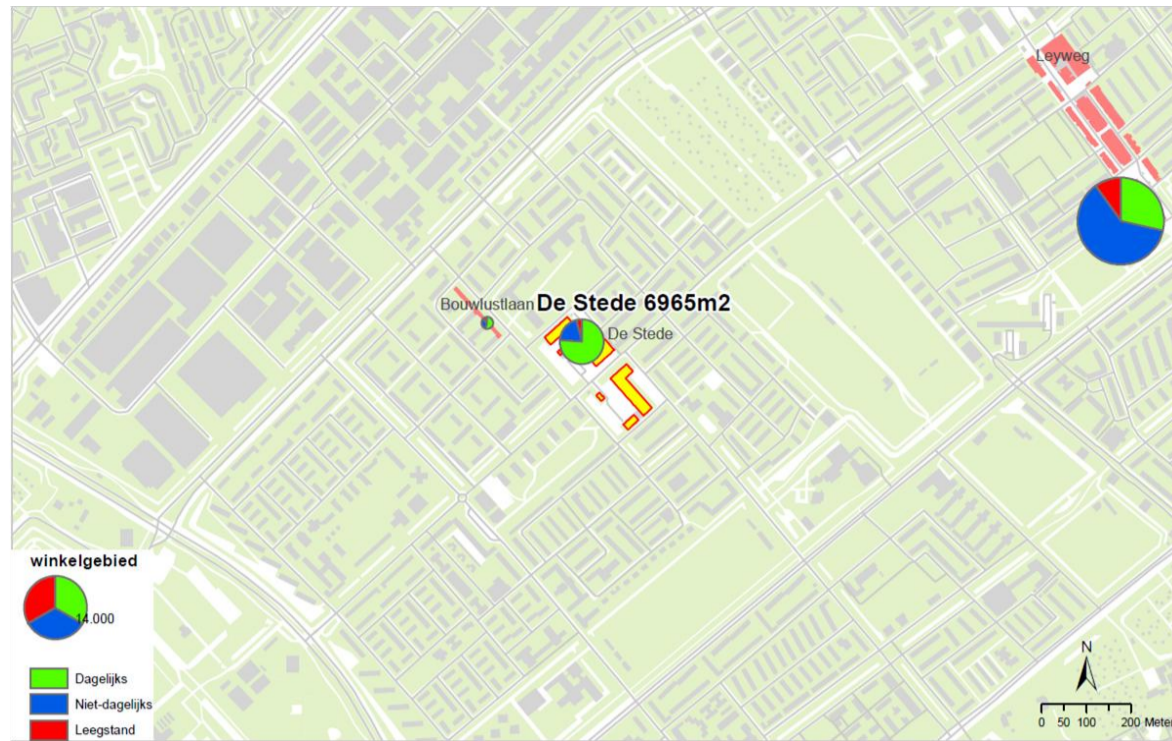 Leyweg
Bouwlustlaan
De Stede 6965m2
De Stede
winkelgebied
14.000
Dagelijks
Niet-dagelijks
Leegstand
N
0 50 100 200 Meter